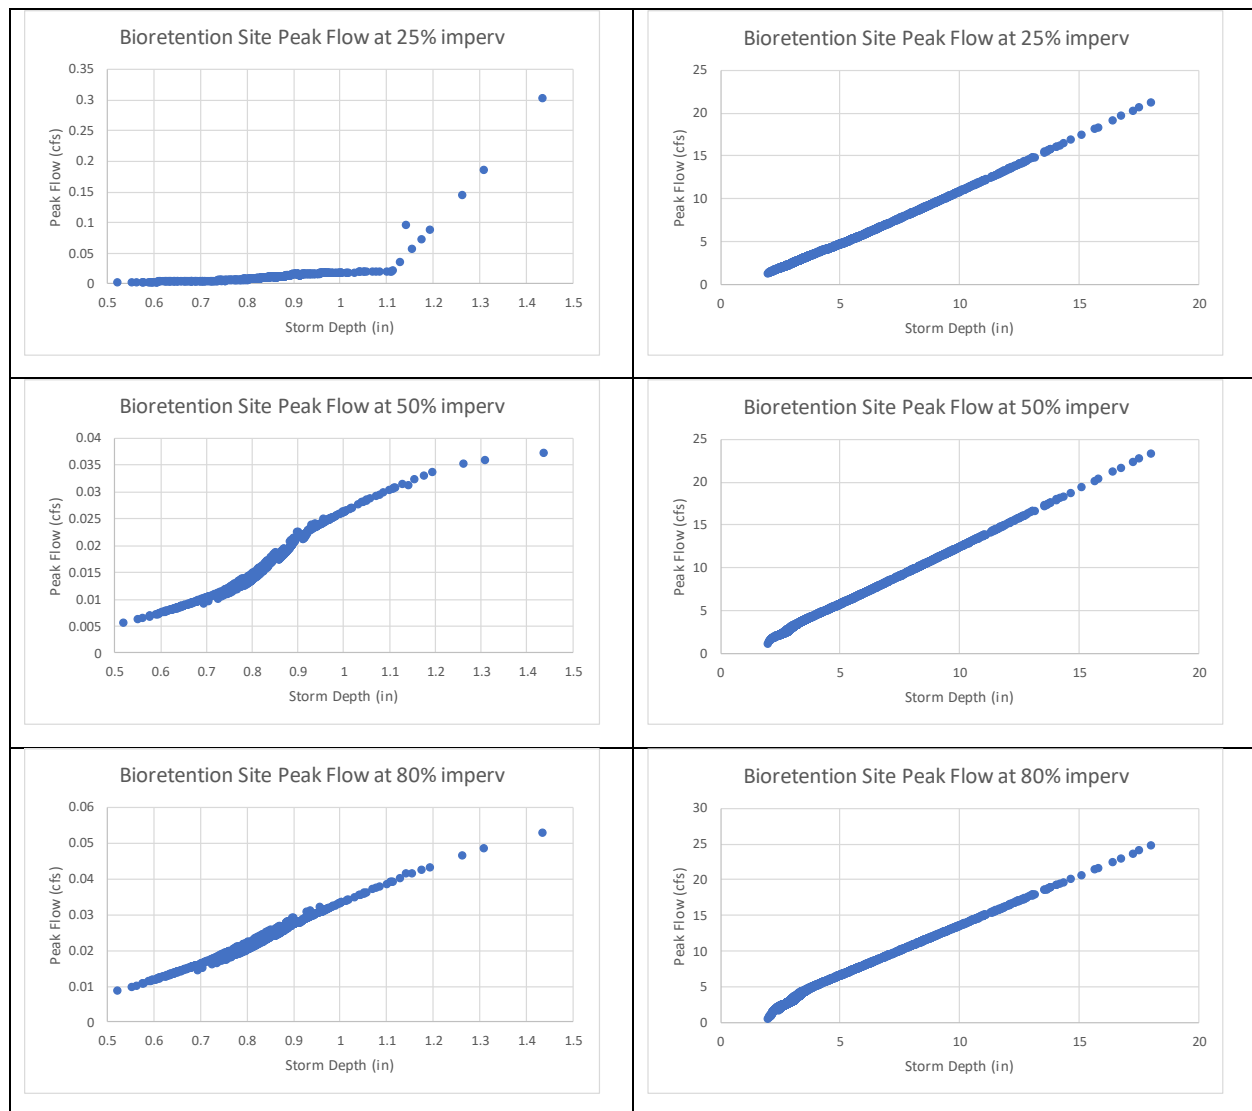 Bioretention Site Peak Flow at 25% imperv
0.35
0.3
0.25
0.2
0.15
0.1
0.05
0
Peak Flow (cfs)
0.5 0.6 0.7 0.8 0.9 1 1.1 1.2 1.3 1.4 1.5
Storm Depth (in)
Bioretention Site Peak Flow at 25% imperv
25
20
15
10
5
0
Peak Flow (cfs)
0 5 10 15 20
Storm Depth (in)
Bioretention Site Peak Flow at 50% imperv
0.04
0.035
0.03
0.025
0.02
0.015
0.01
0.005
0
Peak Flow (cfs)
0.5 0.6 0.7 0.8 0.9 1 1.1 1.2 1.3 1.4 1.5
Storm Depth (in)
Bioretention Site Peak Flow at 50% imperv
25
20
15
10
5
0
Peak Flow (cfs)
0 5 10 15 20
Storm Depth (in)
Bioretention Site Peak Flow at 80% imperv
0.06
0.05
0.04
0.03
0.02
0.01
0
Peak Flow (cfs)
0.5 0.6 0.7 0.8 0.9 1 1.1 1.2 1.3 1.4 1.5
Storm Depth (in)
Bioretention Site Peak Flow at 80% imperv
30
25
20
15
10
5
0
Peak Flow (cfs)
0 5 10 15 20
Storm Depth (in)